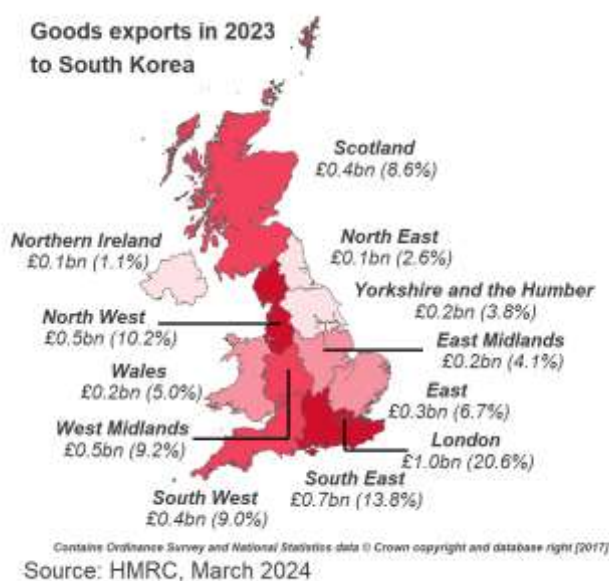 Goods exports in 2023
to South Korea
Scotland
£0.4bn (8.6%)
Northern Ireland
£0.1bn (1.1%)
North East
£0.1bn (2.6%)
Yorkshire and the Humber
£0.2bn (3.8%)
North West
£0.5bn (10.2%)
East Midlands
£0.2bn (4.1%)
Wales
£0.2bn (5.0%)
East
£0.3bn (6.7%)
West Midlands
£0.5bn (9.2%)
London
£1.0bn (20.6%)
South East
£0.7bn (13.8%)
South West
£0.4bn (9.0%)
Contains Ordinance Survey and National Statistics data © Crown copyright and database right [2017]
Source: HMRC, March 2024